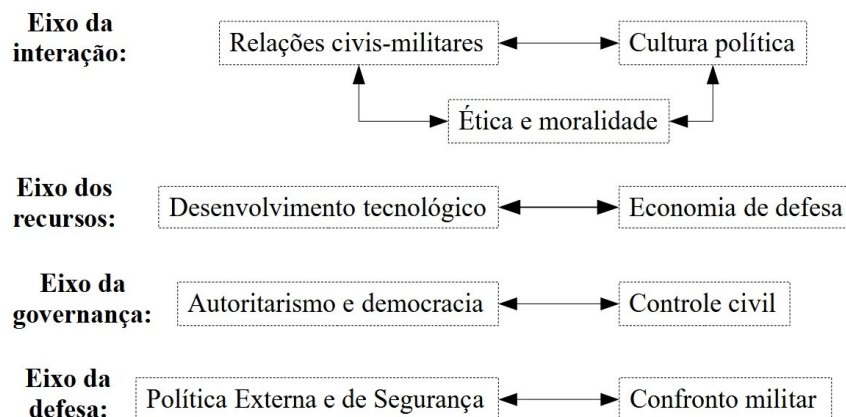 Eixo da
interação:
Relações civis-militares
Cultura política
Ética e moralidade
Eixo dos
recursos:
Desenvolvimento tecnológico
Economia de defesa
Eixo da
governança:
Autoritarismo e democracia
Controle civil
Eixo da
defesa:
Política Externa e de Segurança
Confronto militar